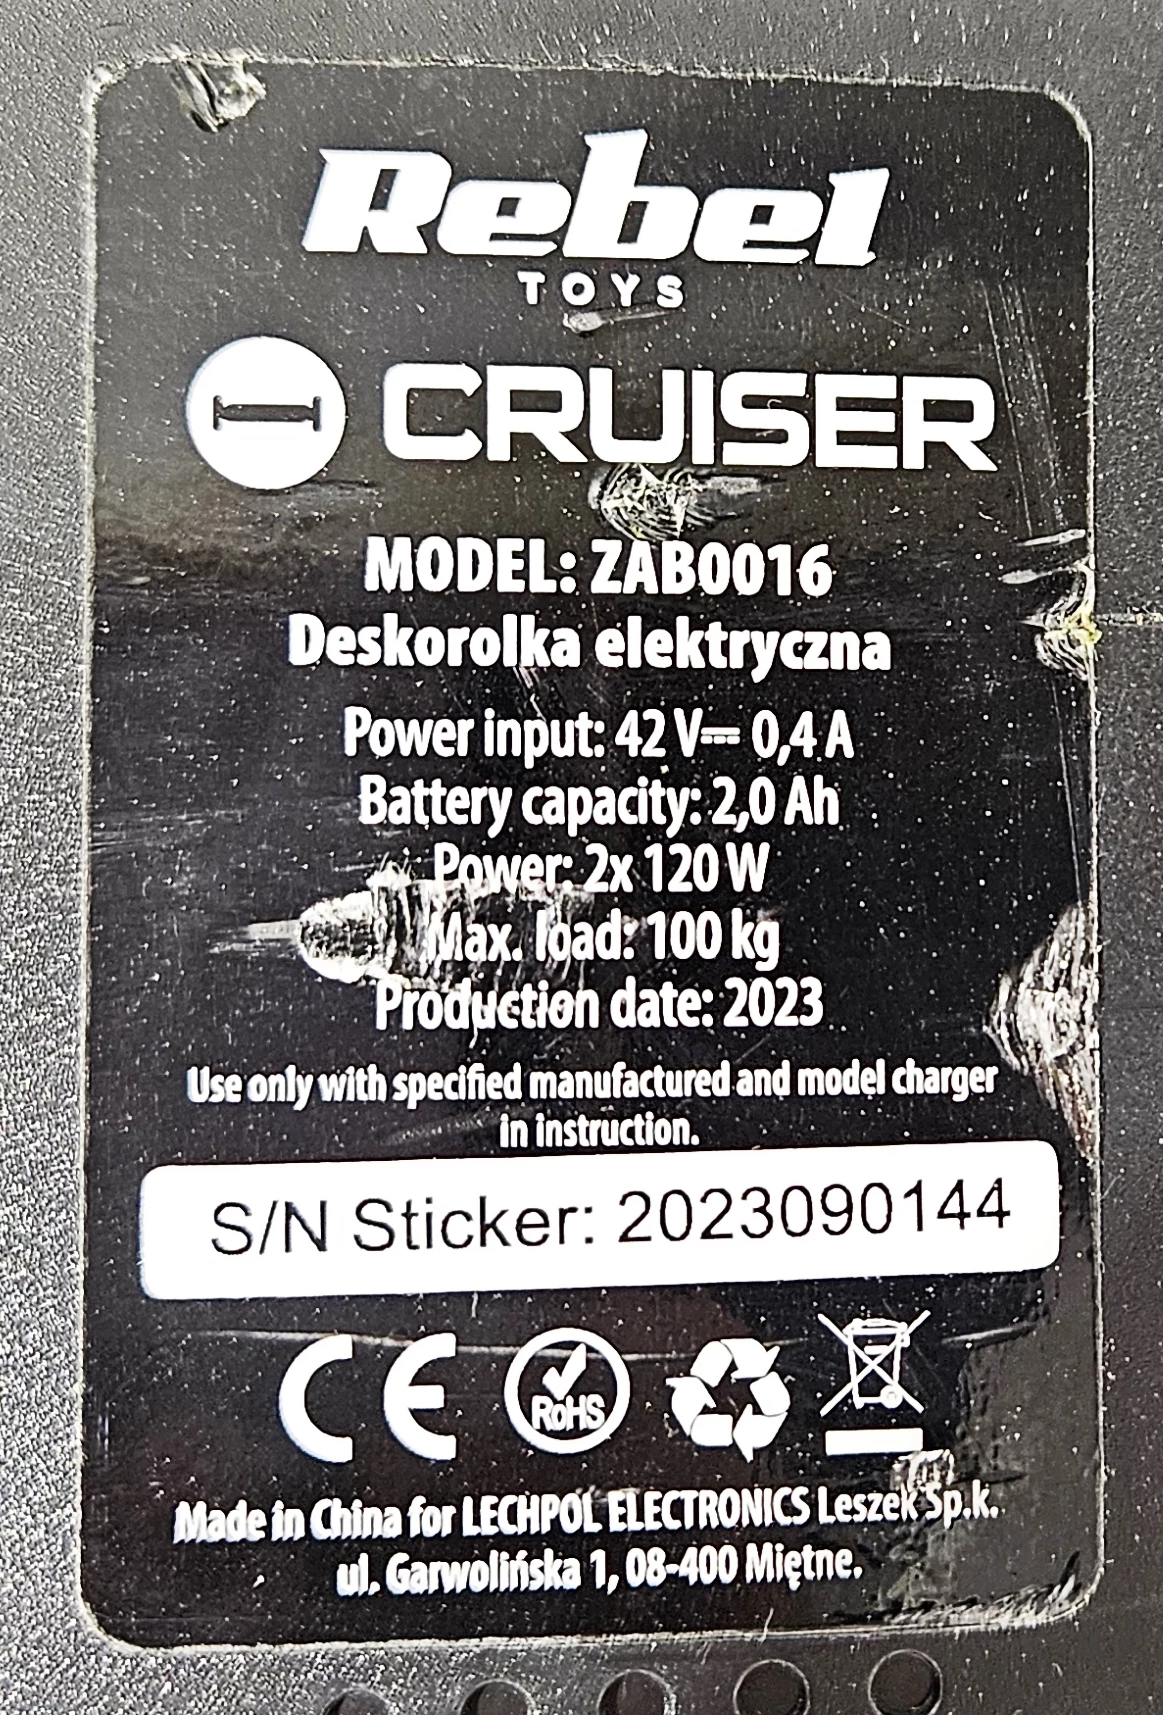 Rebel
TOYS
CRUISER
MODEL: ZAB0016
Deskorolka elektryczna
Power input: 42 V⎓ 0,4 A
Battery capacity: 2,0 Ah
Power: 2x 120 W
Max. load: 100 kg
Production date: 2023
Use only with specified manufactured and model charger
in instruction.
S/N Sticker: 2023090144
CE RoHS
Made in China for LECHPOL ELECTRONICS Leszek Sp.k.
ul. Garwolińska 1, 08-400 Miętne.